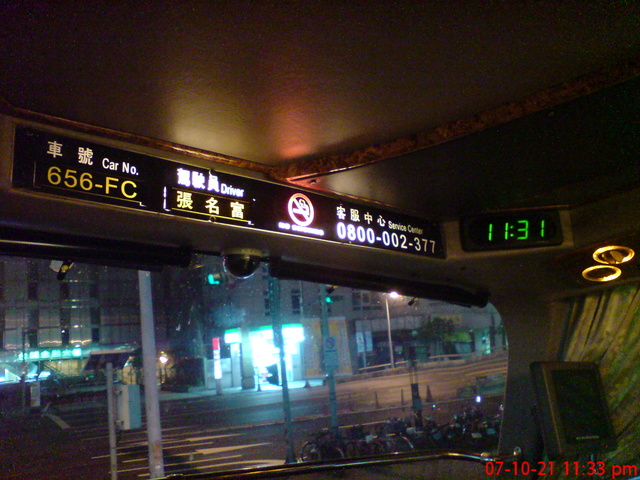 車號 Car No.
656-FC
駕駛員 Driver
張名富
客服中心 Service Center
0800-002-377
11:31
07-10-21 11:33 pm